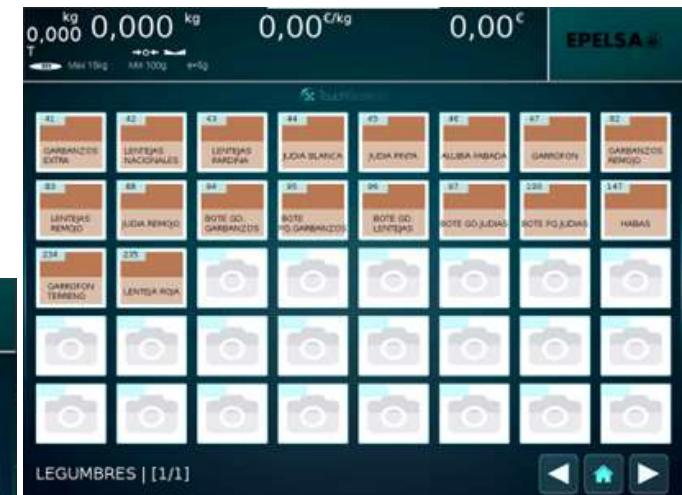 kg
0,000 0,000 kg 0,00€/kg 0,00€
T
Max 15kg Min 100g e=5g
EPELSA
41 42 43 44 45 46 47 82
GARBANZOS EXTRA
LENTEJAS NACIONALES
LENTEJAS PARDINA
JUDIA BLANCA
JUDIA PINTA
ALUBIA FABADA
GARROFON
GARBANZOS REMOJO
83 88 94 95 96 97 147
LENTEJAS REMOJO
JUDIA REMOJO
BOTE GD. GARBANZOS
BOTE PQ.GARBANZOS
BOTE GD LENTEJAS
BOTE GD.JUDIAS
BOTE PQ.JUDIAS
HABAS
234 235
GARROFON TERRENO
LENTEJA ROJA
LEGUMBRES | [1/1]